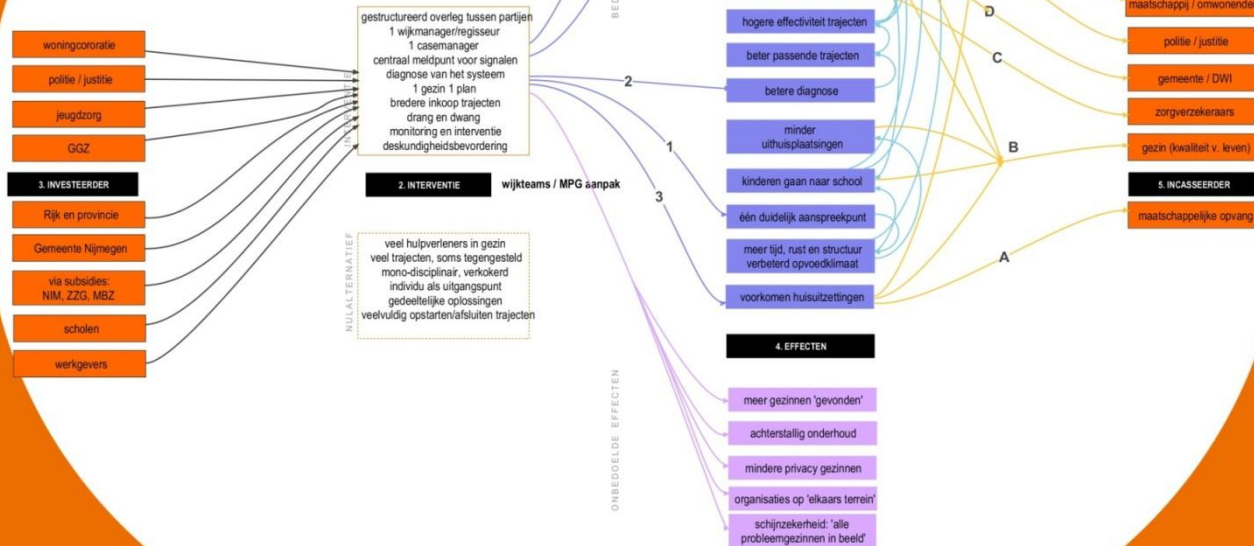 woningcororatie
politie / justitie
jeugdzorg
GGZ
3. INVESTEERDER
Rijk en provincie
Gemeente Nijmegen
via subsidies:
NIM, ZZG, MBZ
scholen
werkgevers
INTERVENTIE
gestructureerd overleg tussen partijen
1 wijkmanager/regisseur
1 casemanager
centraal meldpunt voor signalen
diagnose van het systeem
1 gezin 1 plan
bredere inkoop trajecten
drang en dwang
monitoring en interventie
deskundigheidsbevordering
2. INTERVENTIE
wijkteams / MPG aanpak
NULALTERNATIEF
veel hulpverleners in gezin
veel trajecten, soms tegengesteld
mono-disciplinair, verkokerd
individu als uitgangspunt
gedeeltelijke oplossingen
veelvuldig opstarten/afsluiten trajecten
2
1
3
hogere effectiviteit trajecten
beter passende trajecten
betere diagnose
minder
uithuisplaatsingen
kinderen gaan naar school
één duidelijk aanspreekpunt
meer tijd, rust en structuur
verbeterd opvoedklimaat
voorkomen huisuitzettingen
4. EFFECTEN
ONBEDOELDE EFFECTEN
meer gezinnen 'gevonden'
achterstallig onderhoud
mindere privacy gezinnen
organisaties op 'elkaars terrein'
schijnzekerheid: 'alle
probleemgezinnen in beeld'
D
C
B
A
maatschappij /
politie / justitie
gemeente / DWI
zorgverzekeraars
gezin (kwaliteit v. leven)
5. INCASSEERDER
maatschappelijke opvang